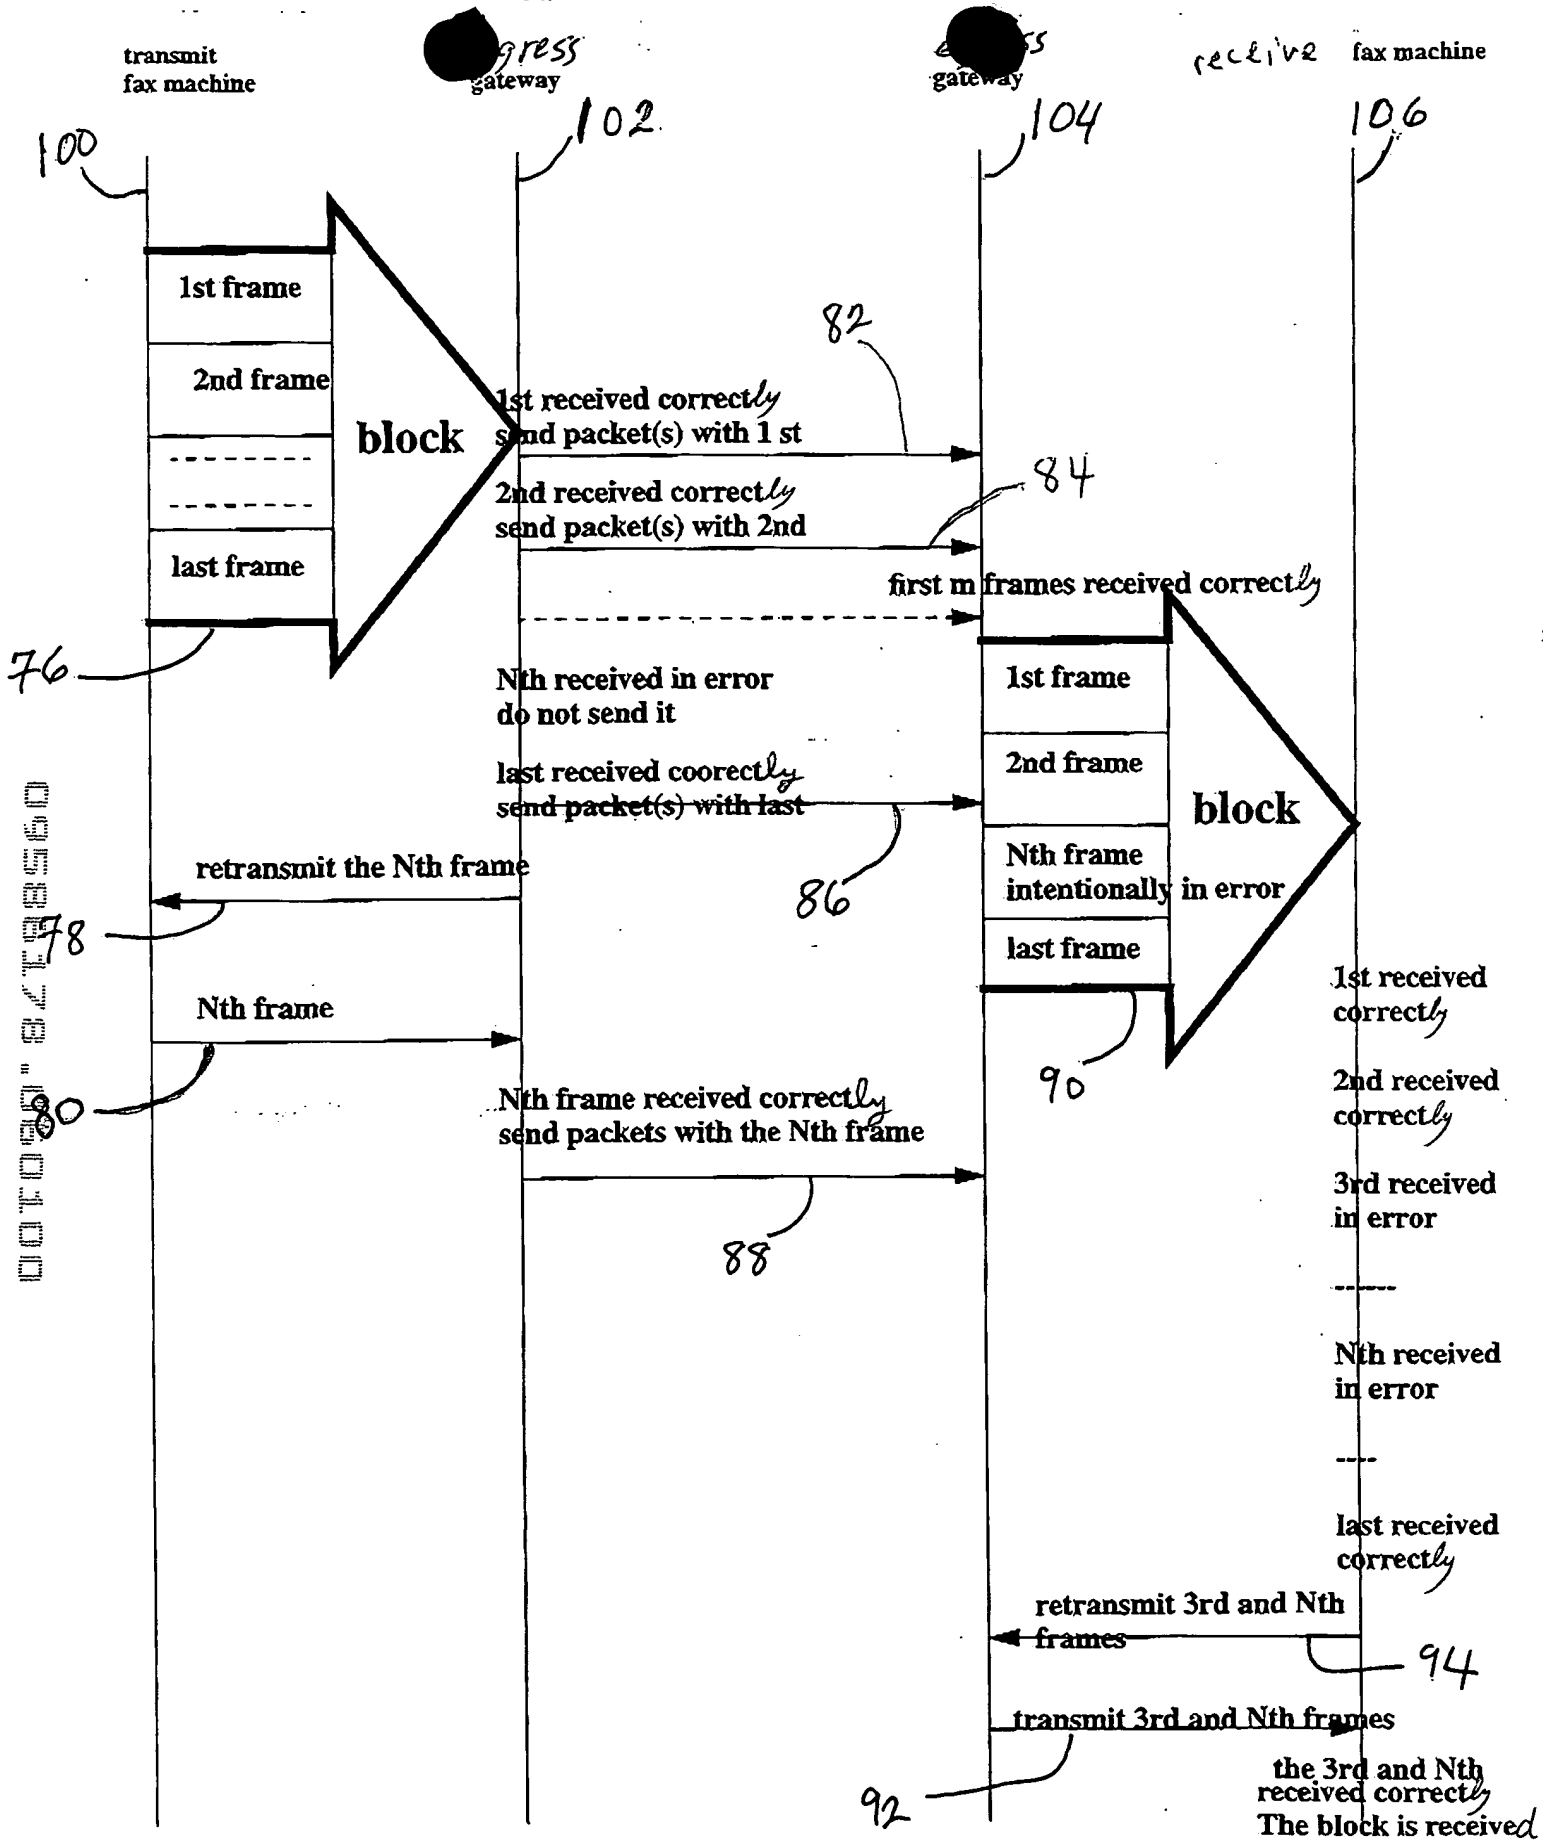 transmit
fax machine
gress
gateway
ss
gateway
receive fax machine
100
102
104
106
1st frame
2nd frame
block
last frame
76
82
1st received correctly
send packet(s) with 1 st
84
2nd received correctly
send packet(s) with 2nd
first m frames received correctly
Nth received in error
do not send it
last received coorectly
send packet(s) with last
86
1st frame
2nd frame
block
Nth frame
intentionally in error
last frame
90
retransmit the Nth frame
78
Nth frame
80
Nth frame received correctly
send packets with the Nth frame
88
1st received
correctly
2nd received
correctly
3rd received
in error
Nth received
in error
last received
correctly
retransmit 3rd and Nth
frames
94
transmit 3rd and Nth frames
92
the 3rd and Nth
received correctly
The block is received